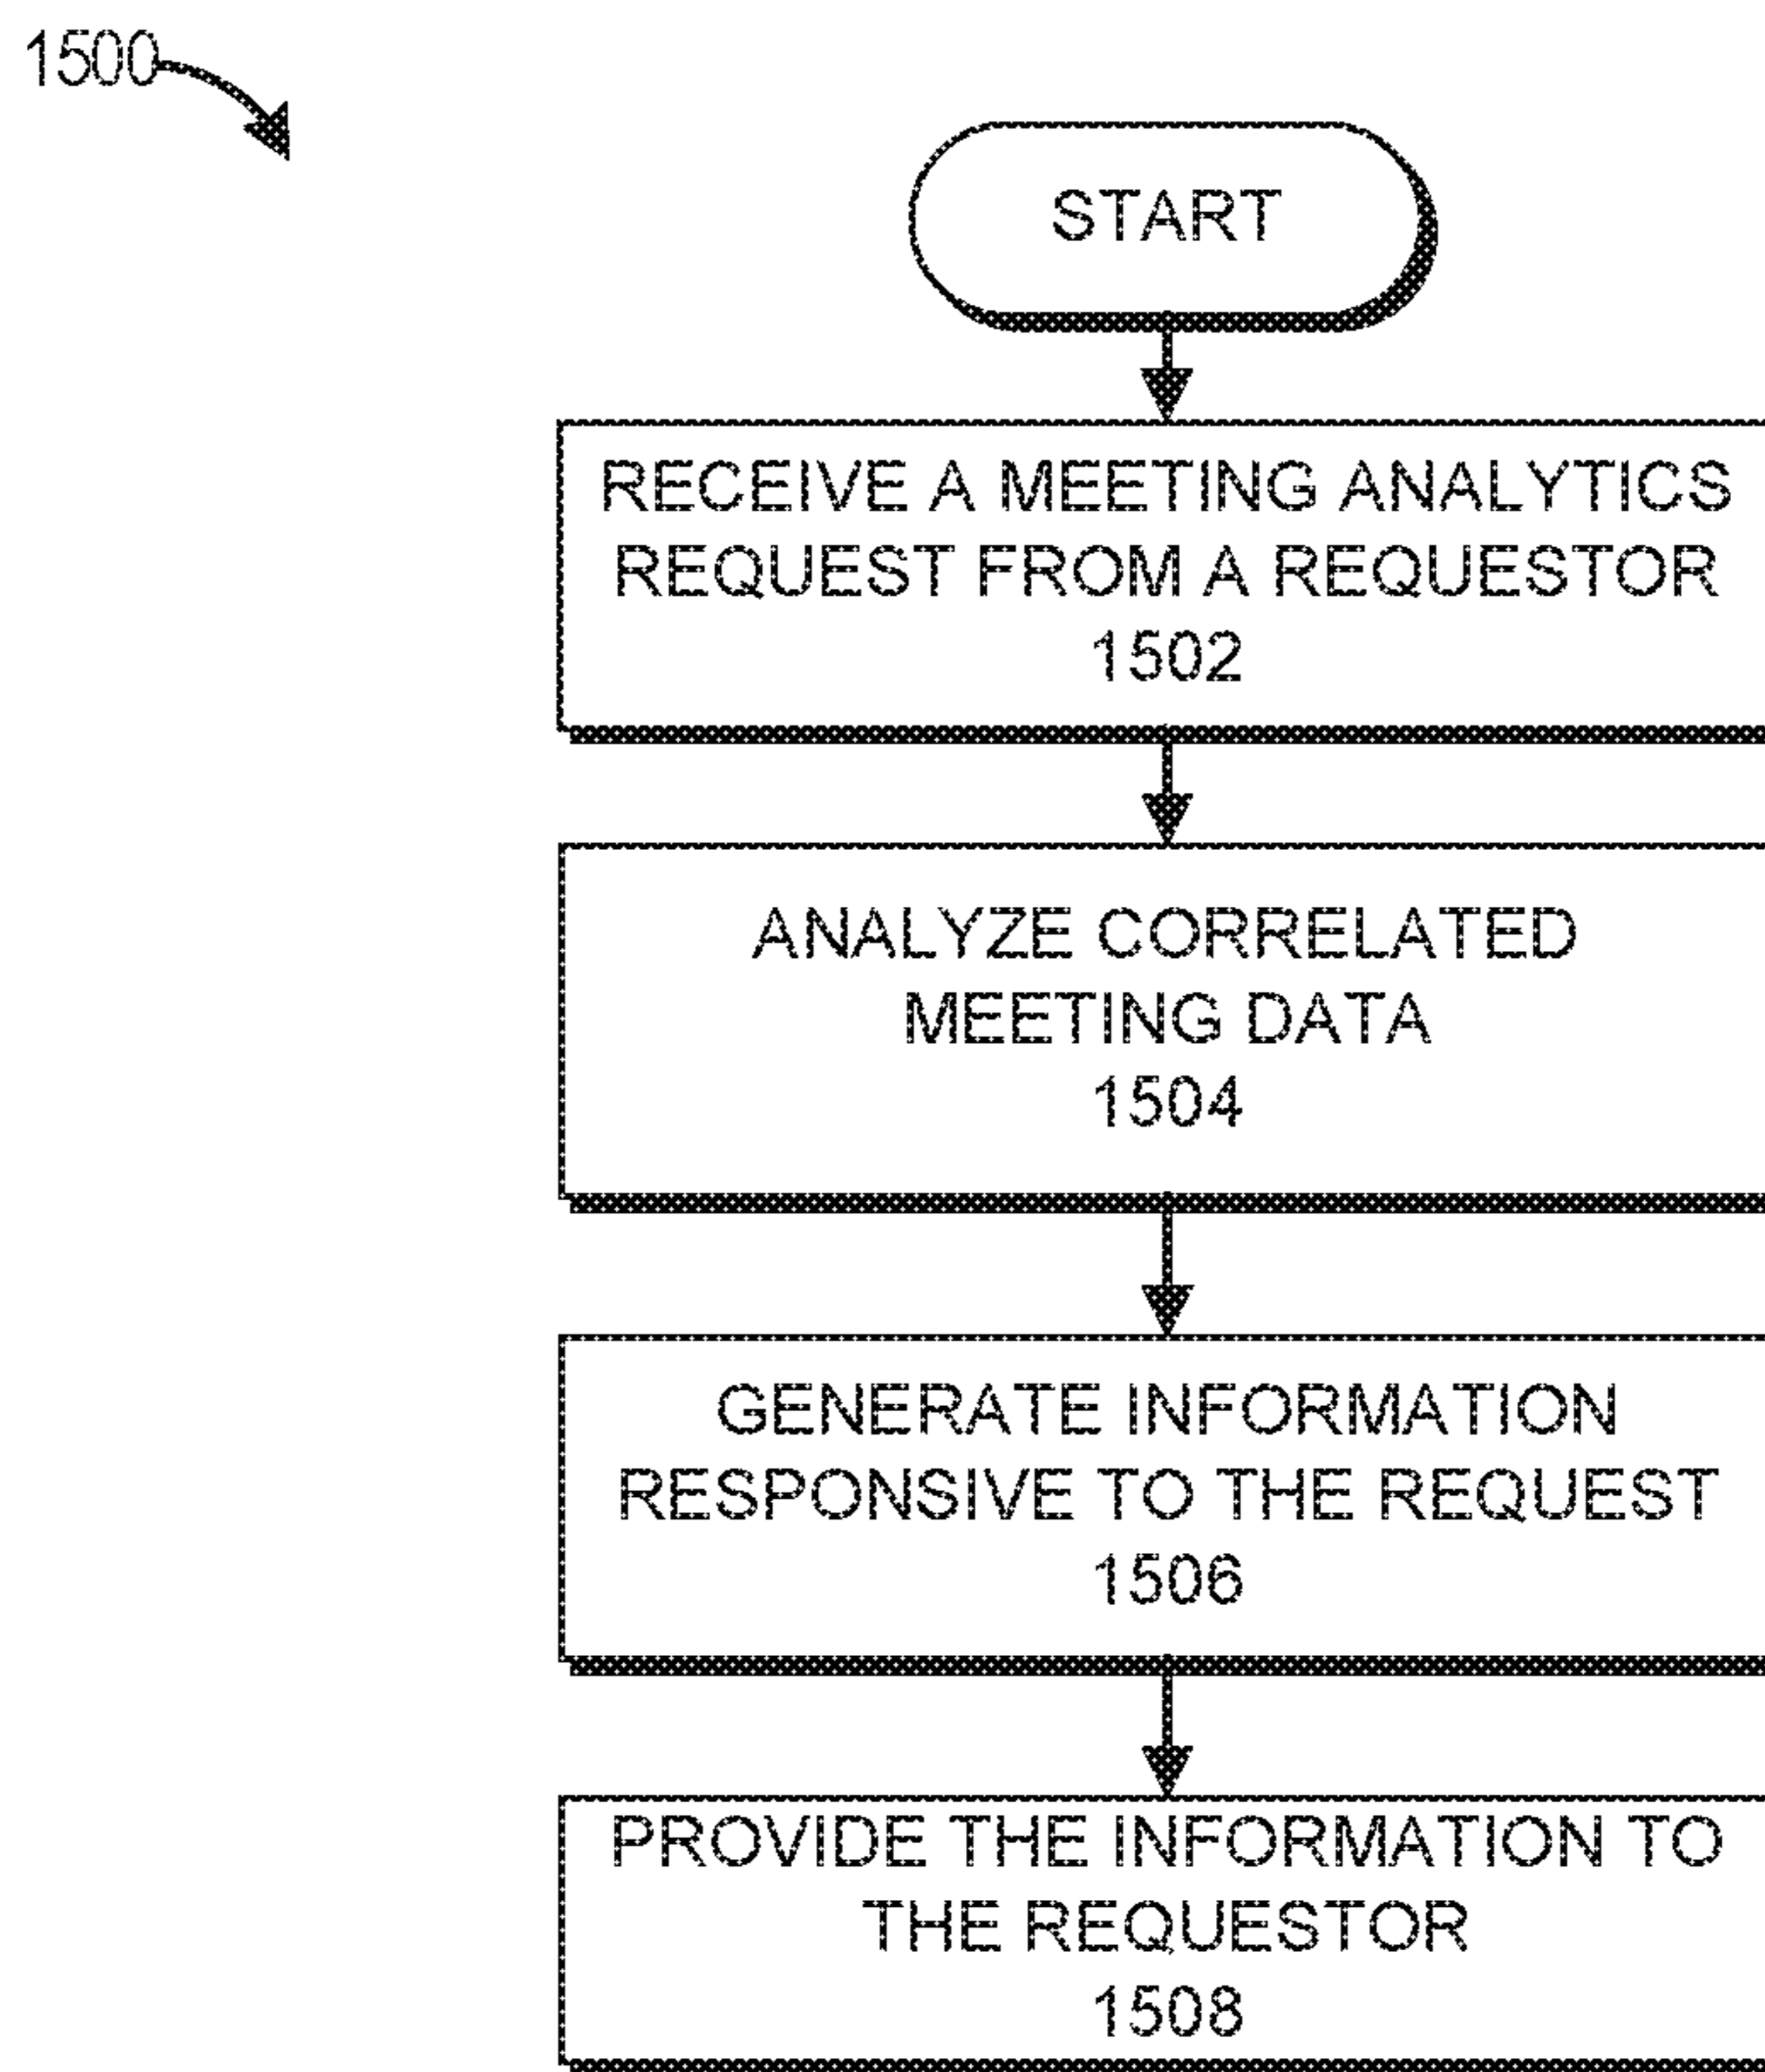 1500
START
RECEIVE A MEETING ANALYTICS
REQUEST FROM A REQUESTOR
1502
ANALYZE CORRELATED
MEETING DATA
1504
GENERATE INFORMATION
RESPONSIVE TO THE REQUEST
1506
PROVIDE THE INFORMATION TO
THE REQUESTOR
1508